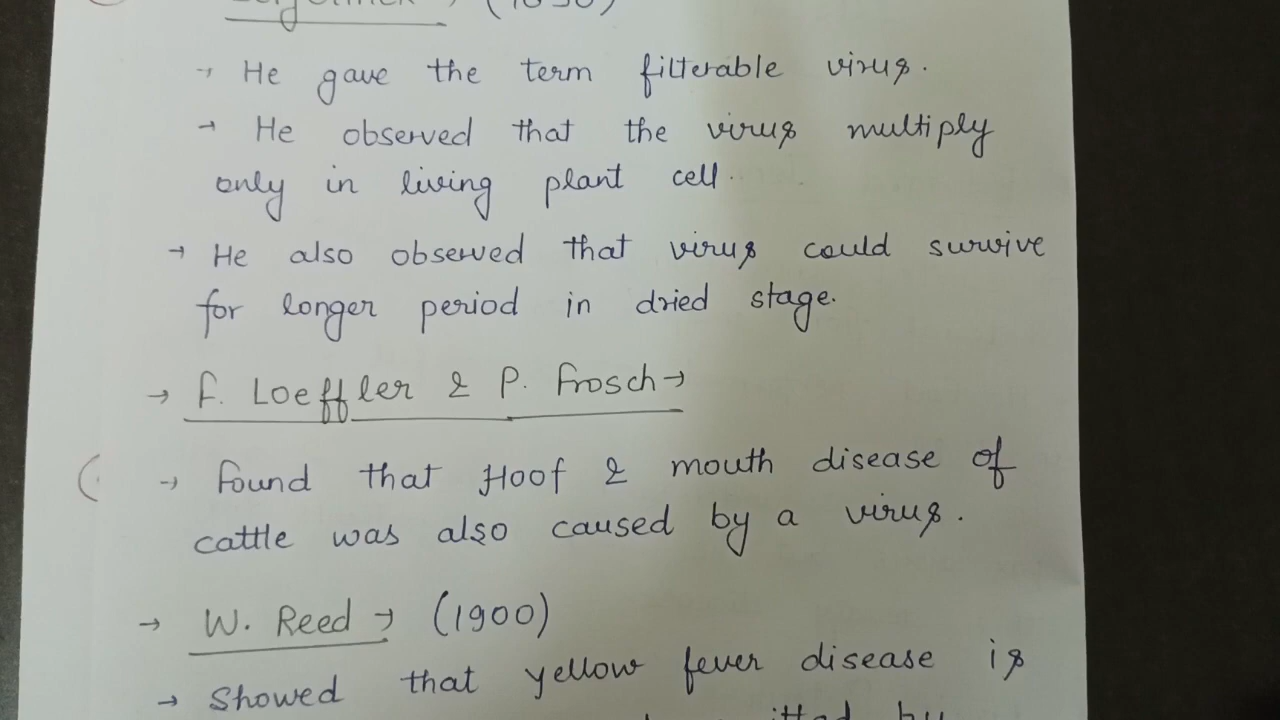 → He gave the term filterable virus.
→ He observed that the virus multiply
only in living plant cell.
→ He also observed that virus could survive
for longer period in dried stage.
→ F. Loeffler & P. Frosch →
→ Found that Hoof & mouth disease of
cattle was also caused by a virus.
→ W. Reed → (1900)
→ Showed that yellow fever disease is
by